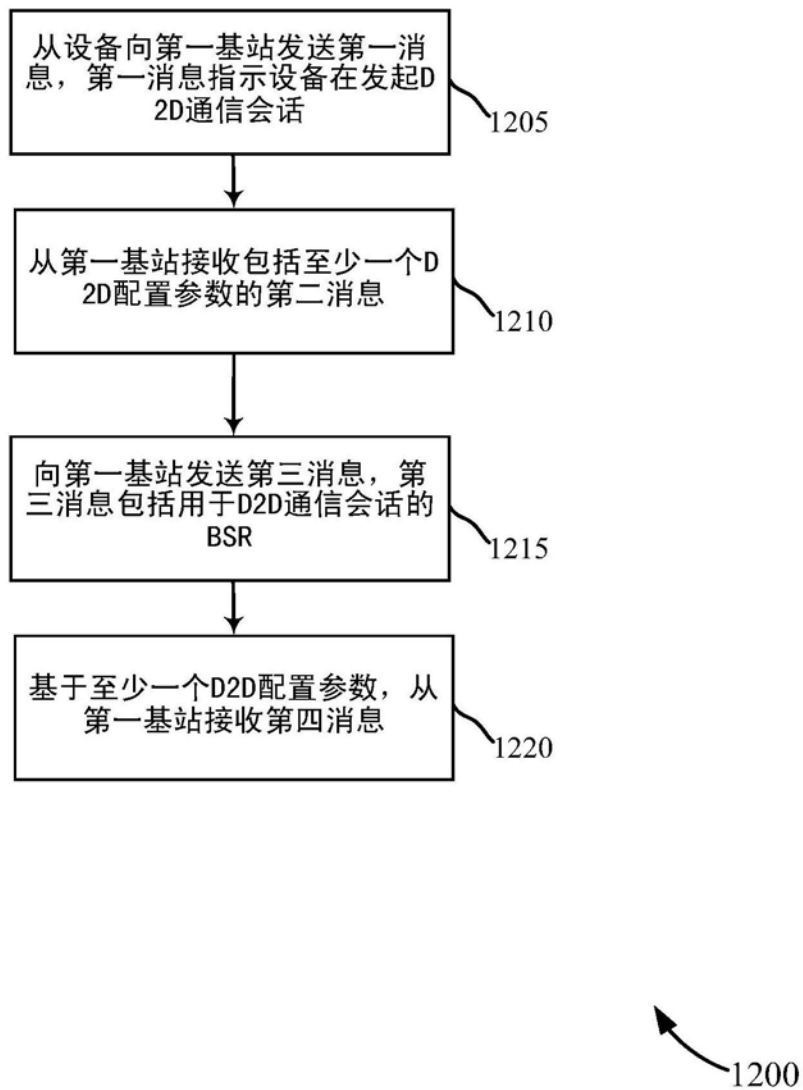 从设备向第一基站发送第一消
息，第一消息指示设备在发起D
2D通信会话
1205
从第一基站接收包括至少一个D
2D配置参数的第二消息
1210
向第一基站发送第三消息，第
三消息包括用于D2D通信会话的
BSR
1215
基于至少一个D2D配置参数，从
第一基站接收第四消息
1220
1200